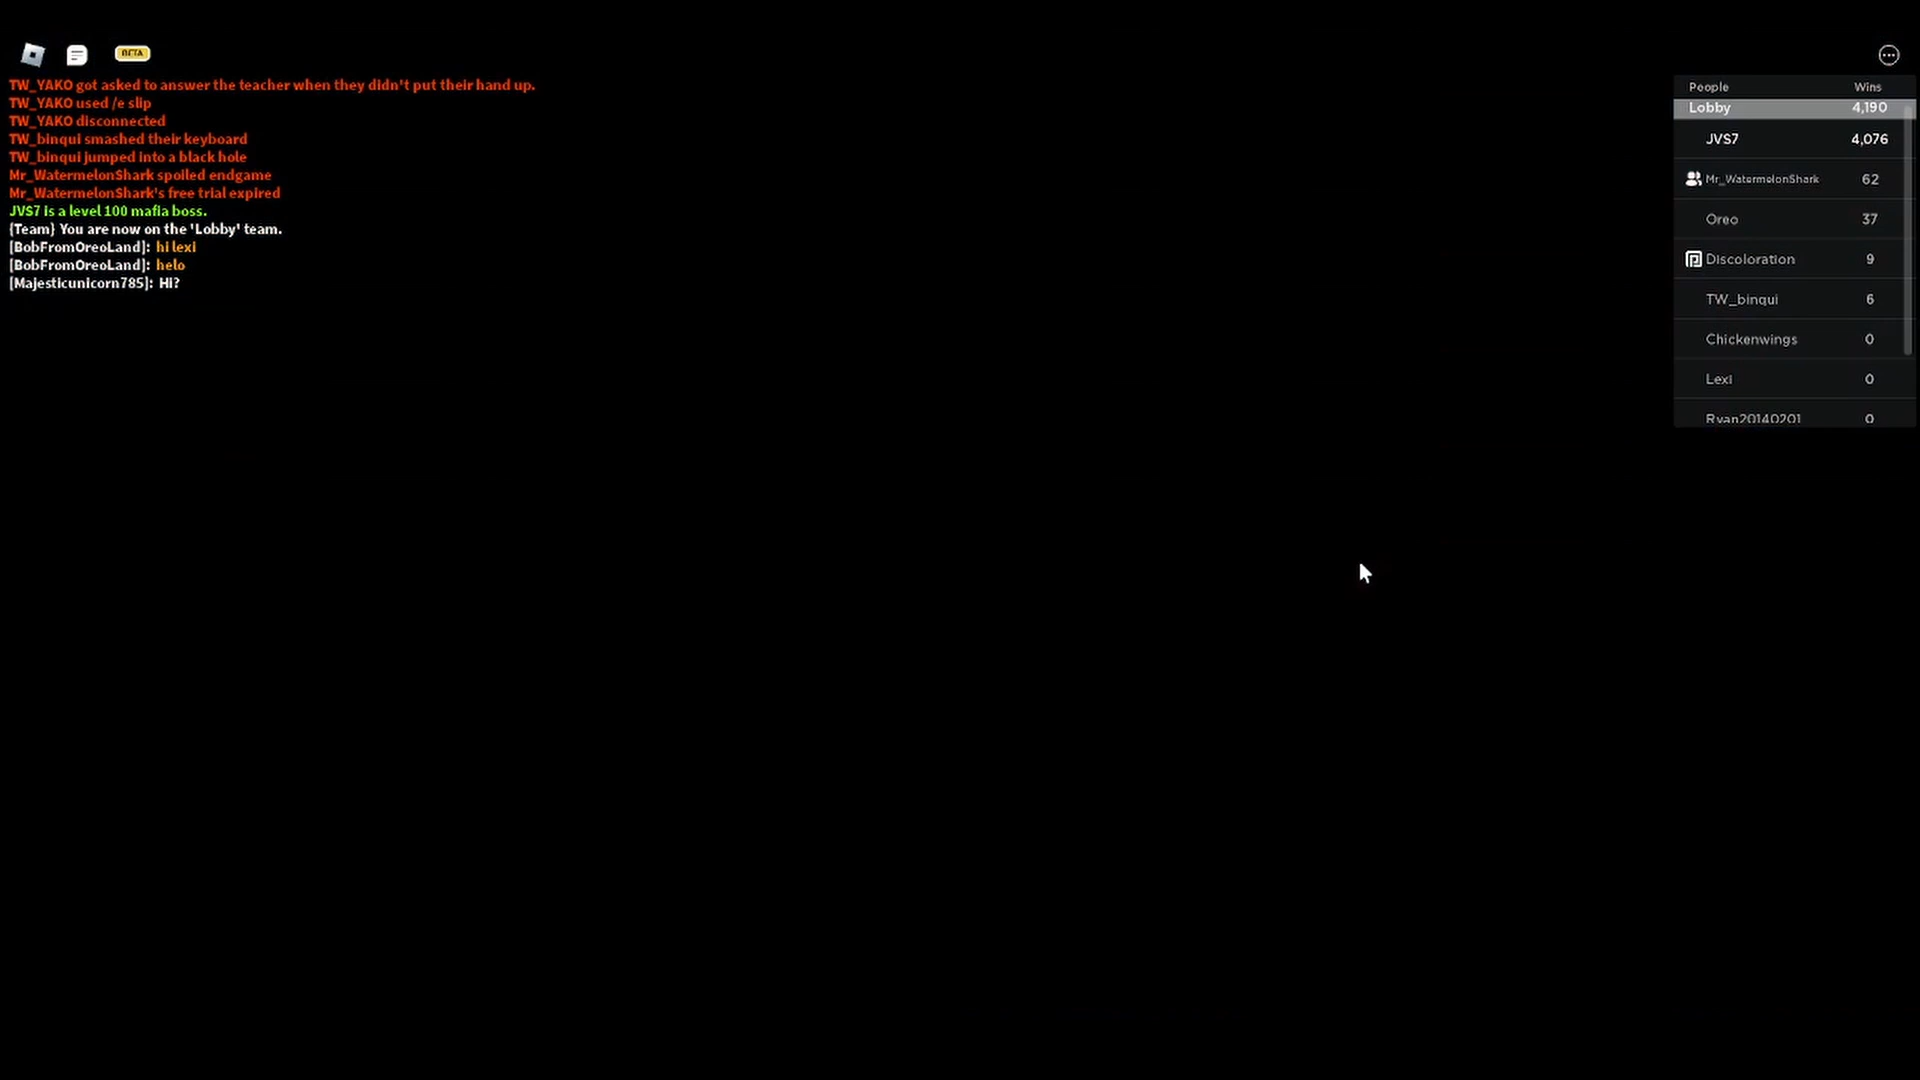 BETA
TW_YAKO got asked to answer the teacher when they didn't put their hand up.
TW_YAKO used /e slip
TW_YAKO disconnected
TW_binqui smashed their keyboard
TW_binqui jumped into a black hole
Mr_WatermelonShark spoiled endgame
Mr_WatermelonShark's free trial expired
JVS7 is a level 100 mafia boss.
{Team} You are now on the 'Lobby' team.
[BobFromOreoLand]: hi lexi
[BobFromOreoLand]: helo
[Majesticunicorn785]: HI?
People Wins
Lobby 4,190
JVS7 4,076
Mr_WatermelonShark 62
Oreo 37
Discoloration 9
TW_binqui 6
Chickenwings 0
Lexi 0
Ryan20140201 0